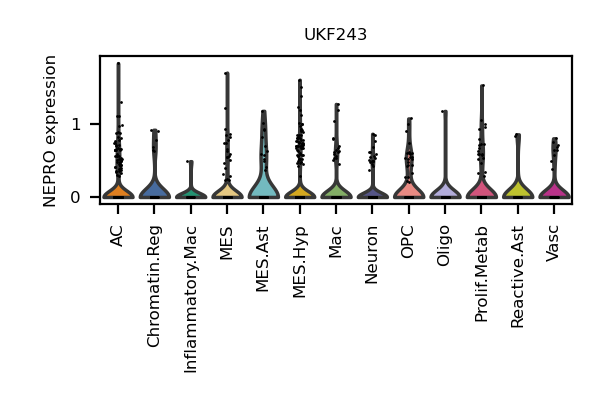 UKF243
NEPRO expression
1
0
AC
Chromatin.Reg
Inflammatory.Mac
MES
MES.Ast
MES.Hyp
Mac
Neuron
OPC
Oligo
Prolif.Metab
Reactive.Ast
Vasc